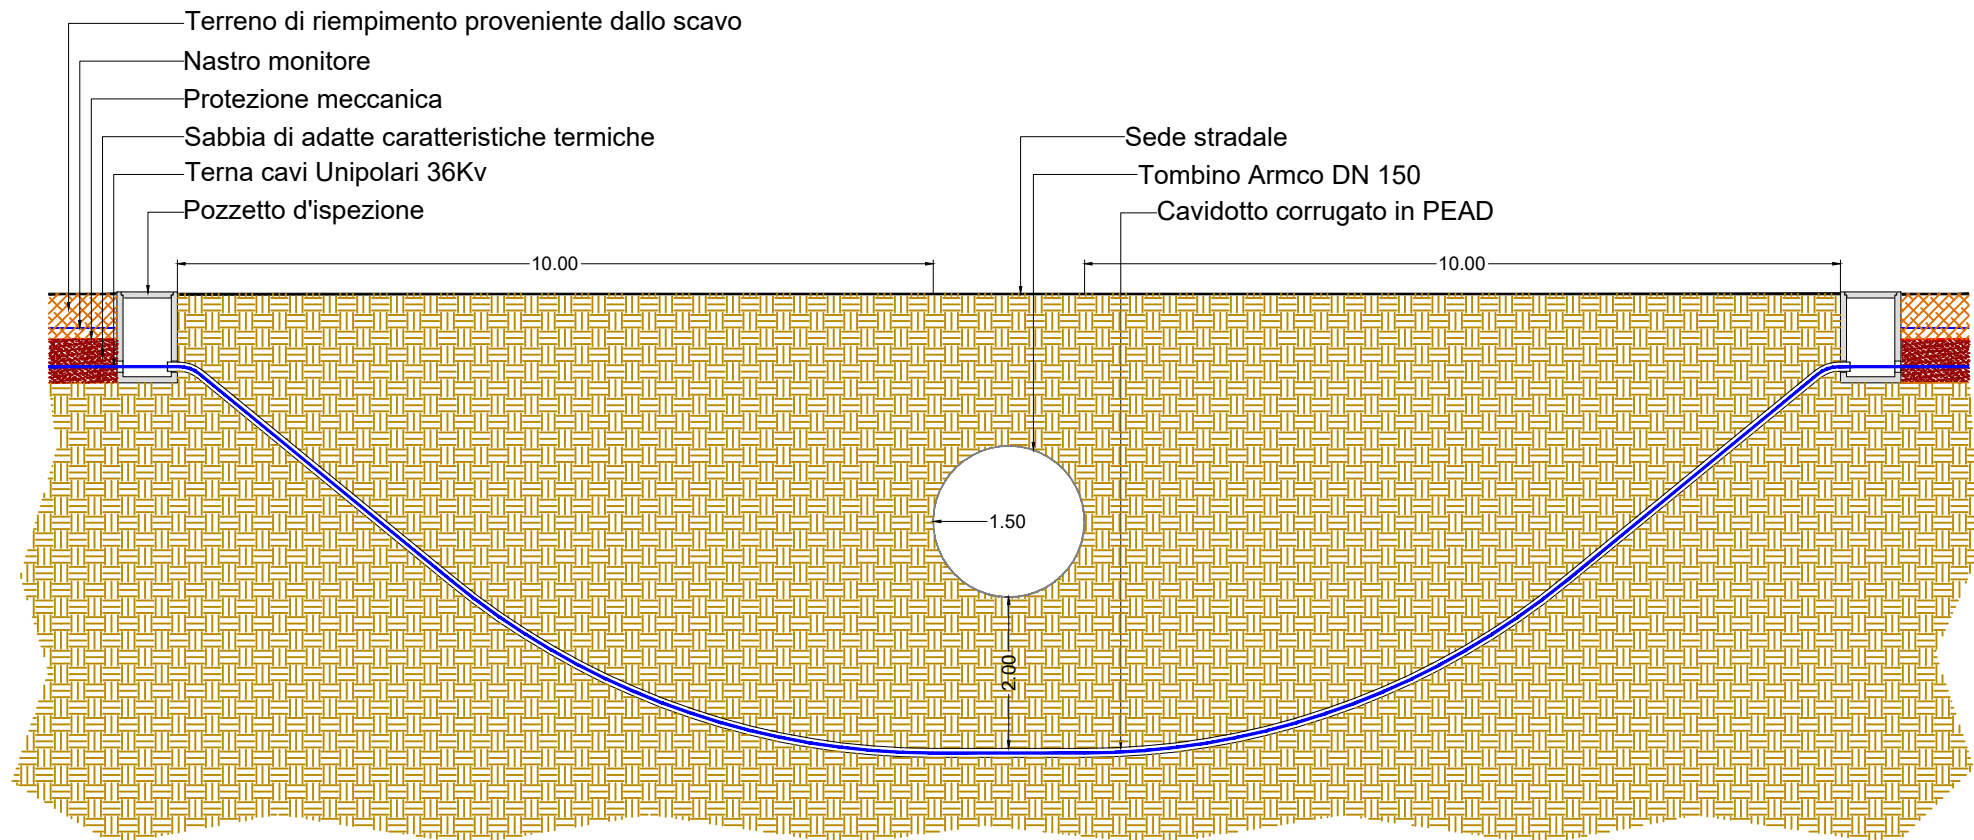 Terreno di riempimento proveniente dallo scavo
Nastro monitore
Protezione meccanica
Sabbia di adatte caratteristiche termiche
Terna cavi Unipolari 36Kv
Pozzetto d'ispezione
Sede stradale
Tombino Armco DN 150
Cavidotto corrugato in PEAD
10.00
10.00
1.50
2.00